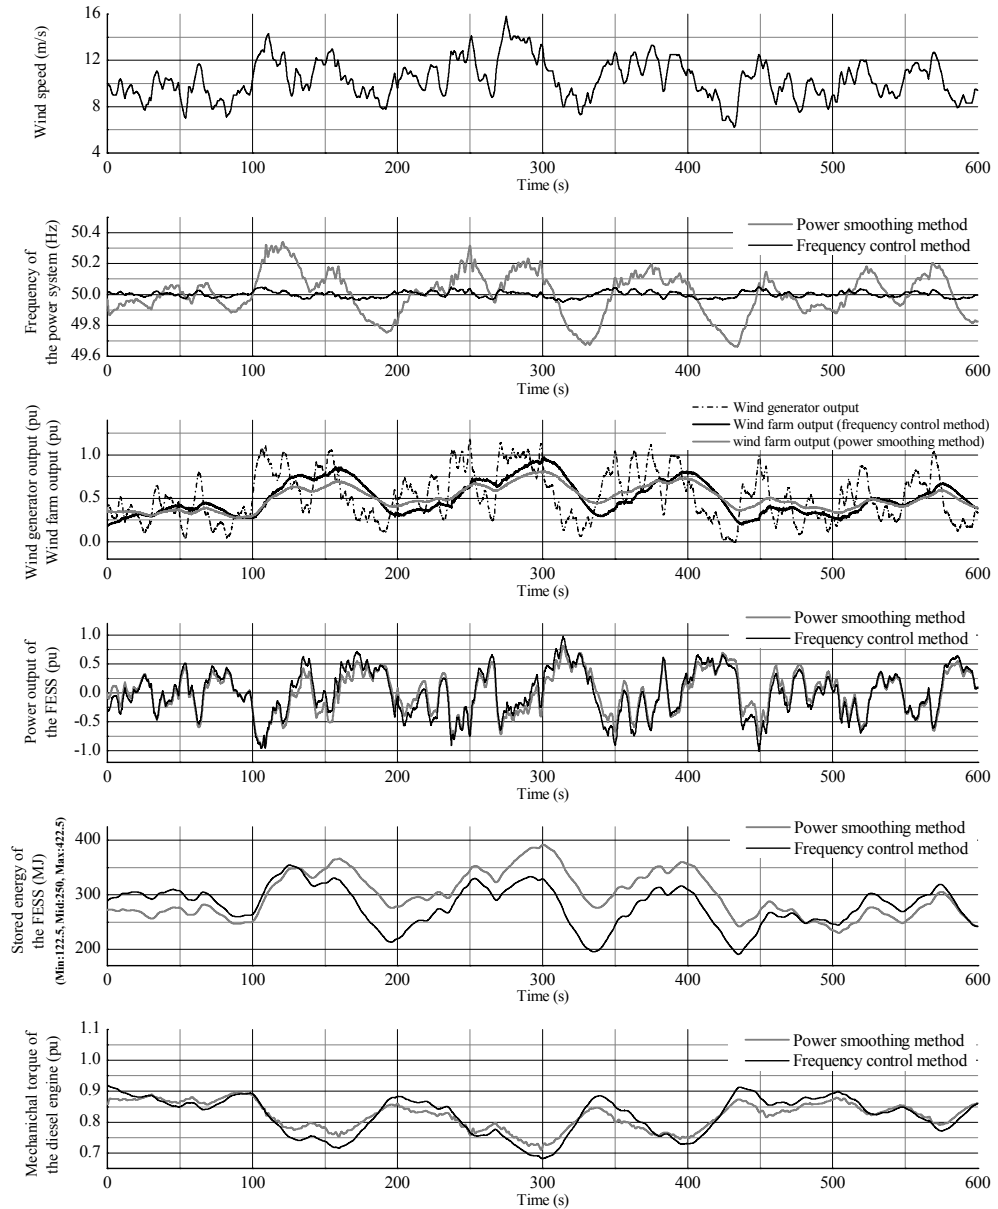 Wind speed (m/s)
16
12
8
4
0
100
200
300
400
500
600
Time (s)
Frequency of
the power system (Hz)
50.4
50.2
50.0
49.8
49.6
Power smoothing method
Frequency control method
0
100
200
300
400
500
600
Time (s)
Wind generator output (pu)
Wind farm output (pu)
1.0
0.5
0.0
Wind generator output
Wind farm output (frequency control method)
wind farm output (power smoothing method)
0
100
200
300
400
500
600
Time (s)
Power output of
the FESS (pu)
1.0
0.5
0.0
-0.5
-1.0
Power smoothing method
Frequency control method
0
100
200
300
400
500
600
Time (s)
Stored energy of
the FESS (MJ)
(Min:122.5, Mid:250, Max:422.5)
400
300
200
Power smoothing method
Frequency control method
0
100
200
300
400
500
600
Time (s)
Mechanichal torque of
the diesel engine (pu)
1.1
1.0
0.9
0.8
0.7
Power smoothing method
Frequency control method
0
100
200
300
400
500
600
Time (s)